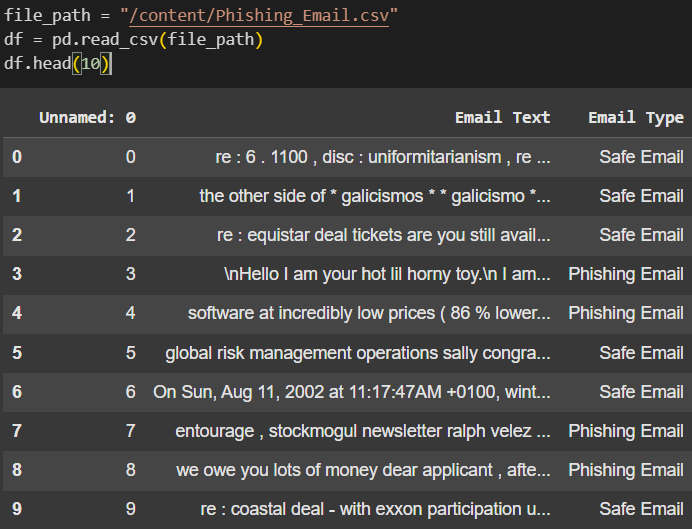 file_path = "/content/Phishing_Email.csv"
df = pd.read_csv(file_path)
df.head(10)
Unnamed: 0 Email Text Email Type
0 0 re : 6 . 1100 , disc : uniformitarianism , re ... Safe Email
1 1 the other side of * galicismos * * galicismo *... Safe Email
2 2 re : equistar deal tickets are you still avail... Safe Email
3 3 \nHello I am your hot lil horny toy.\n I am... Phishing Email
4 4 software at incredibly low prices ( 86 % lower... Phishing Email
5 5 global risk management operations sally congra... Safe Email
6 6 On Sun, Aug 11, 2002 at 11:17:47AM +0100, wint... Safe Email
7 7 entourage , stockmogul newsletter ralph velez ... Phishing Email
8 8 we owe you lots of money dear applicant , afte... Phishing Email
9 9 re : coastal deal - with exxon participation u... Safe Email